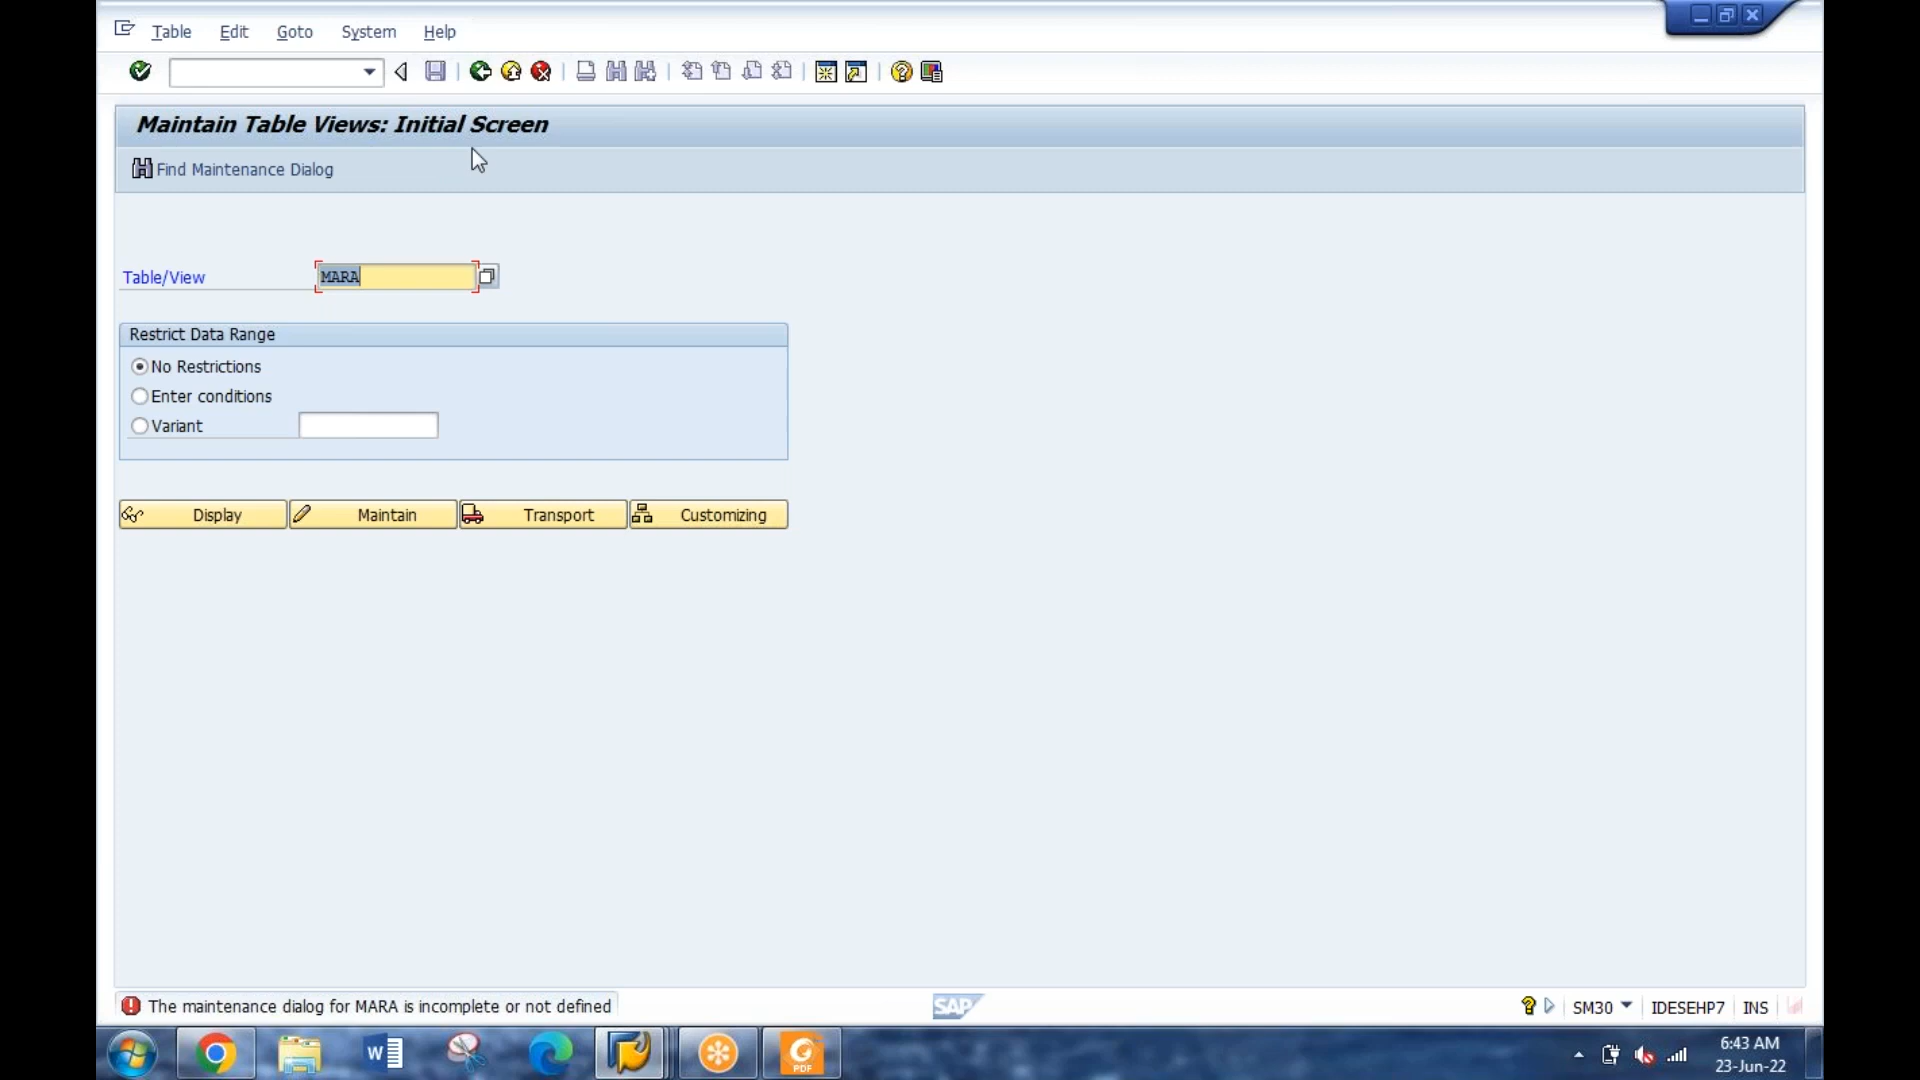 Table Edit Goto System Help
Maintain Table Views: Initial Screen
Find Maintenance Dialog
Table/View MARA
Restrict Data Range
No Restrictions
Enter conditions
Variant
Display Maintain Transport Customizing
The maintenance dialog for MARA is incomplete or not defined
SAP
SM30 IDESEHP7 INS
W
PDF
6:43 AM
23-Jun-22